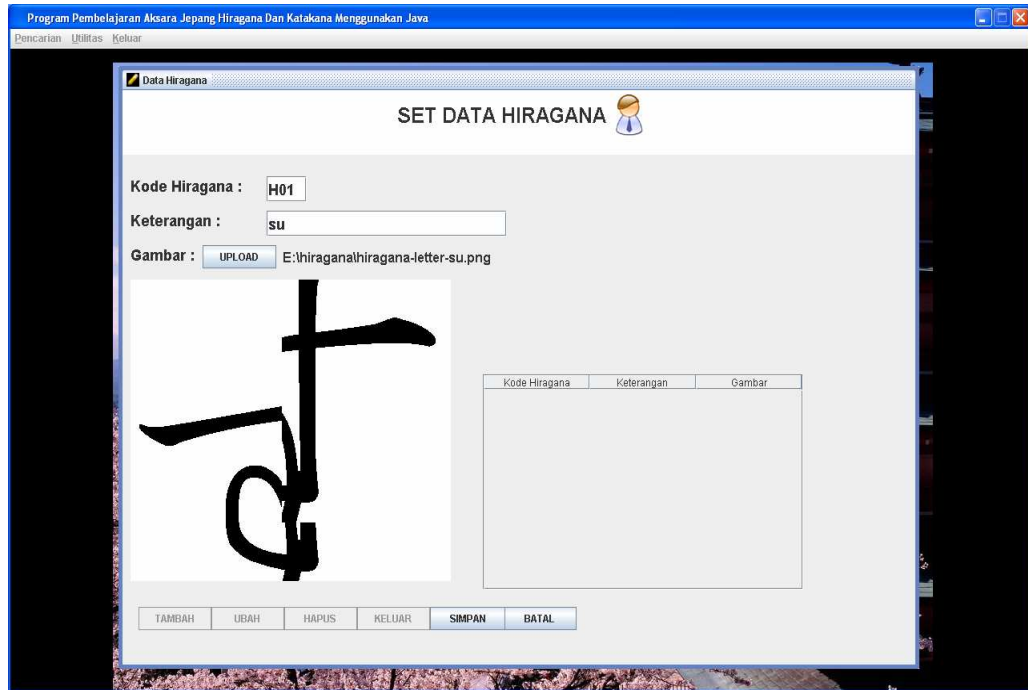 Program Pembelajaran Aksara Jepang Hiragana Dan Katakana Menggunakan Java
Pencarian Utilitas Keluar
Data Hiragana
SET DATA HIRAGANA
Kode Hiragana : H01
Keterangan : su
Gambar : UPLOAD E:\hiragana\hiragana-letter-su.png
Kode Hiragana Keterangan Gambar
TAMBAH UBAH HAPUS KELUAR SIMPAN BATAL